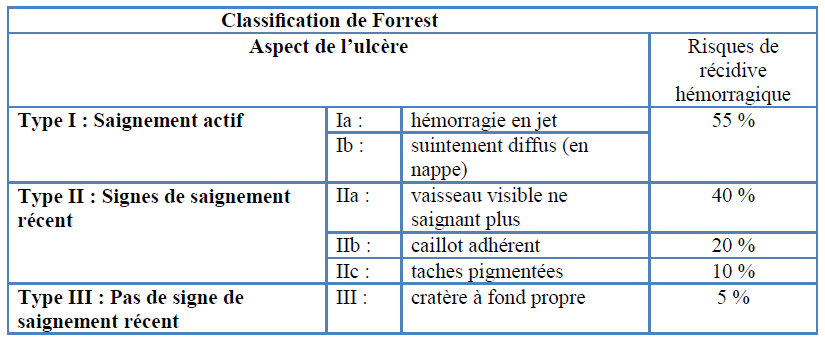 Classification de Forrest
Aspect de l’ulcère
Risques de
récidive
hémorragique
Type I : Saignement actif
Ia :
hémorragie en jet
55 %
Ib :
suintement diffus (en
nappe)
Type II : Signes de saignement
récent
IIa :
vaisseau visible ne
saignant plus
40 %
IIb :
caillot adhérent
20 %
IIc :
taches pigmentées
10 %
Type III : Pas de signe de
saignement récent
III :
cratère à fond propre
5 %